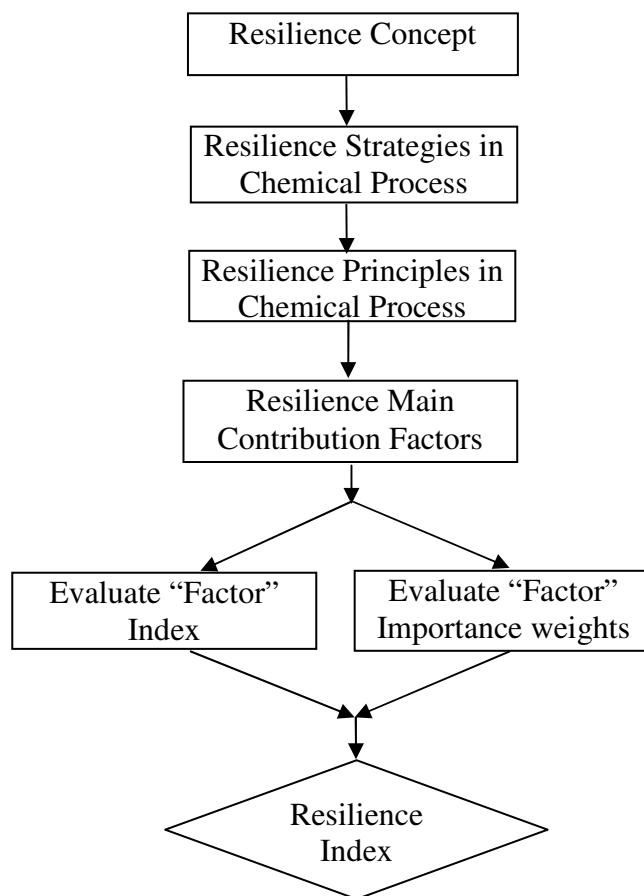 Resilience Concept
Resilience Strategies in
Chemical Process
Resilience Principles in
Chemical Process
Resilience Main
Contribution Factors
Evaluate “Factor”
Index
Evaluate “Factor”
Importance weights
Resilience
Index